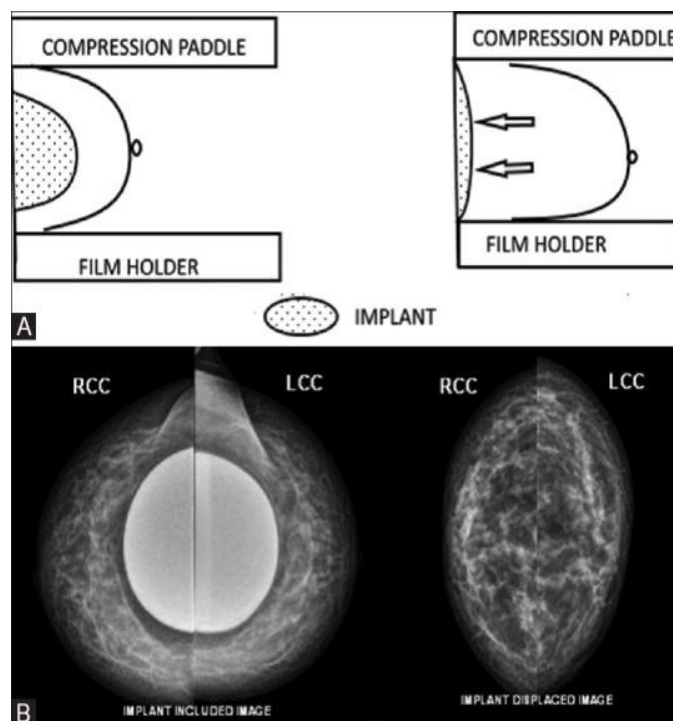 COMPRESSION PADDLE
COMPRESSION PADDLE
FILM HOLDER
FILM HOLDER
IMPLANT
A
RCC
LCC
RCC
LCC
IMPLANT INCLUDED IMAGE
IMPLANT DISPLACED IMAGE
B